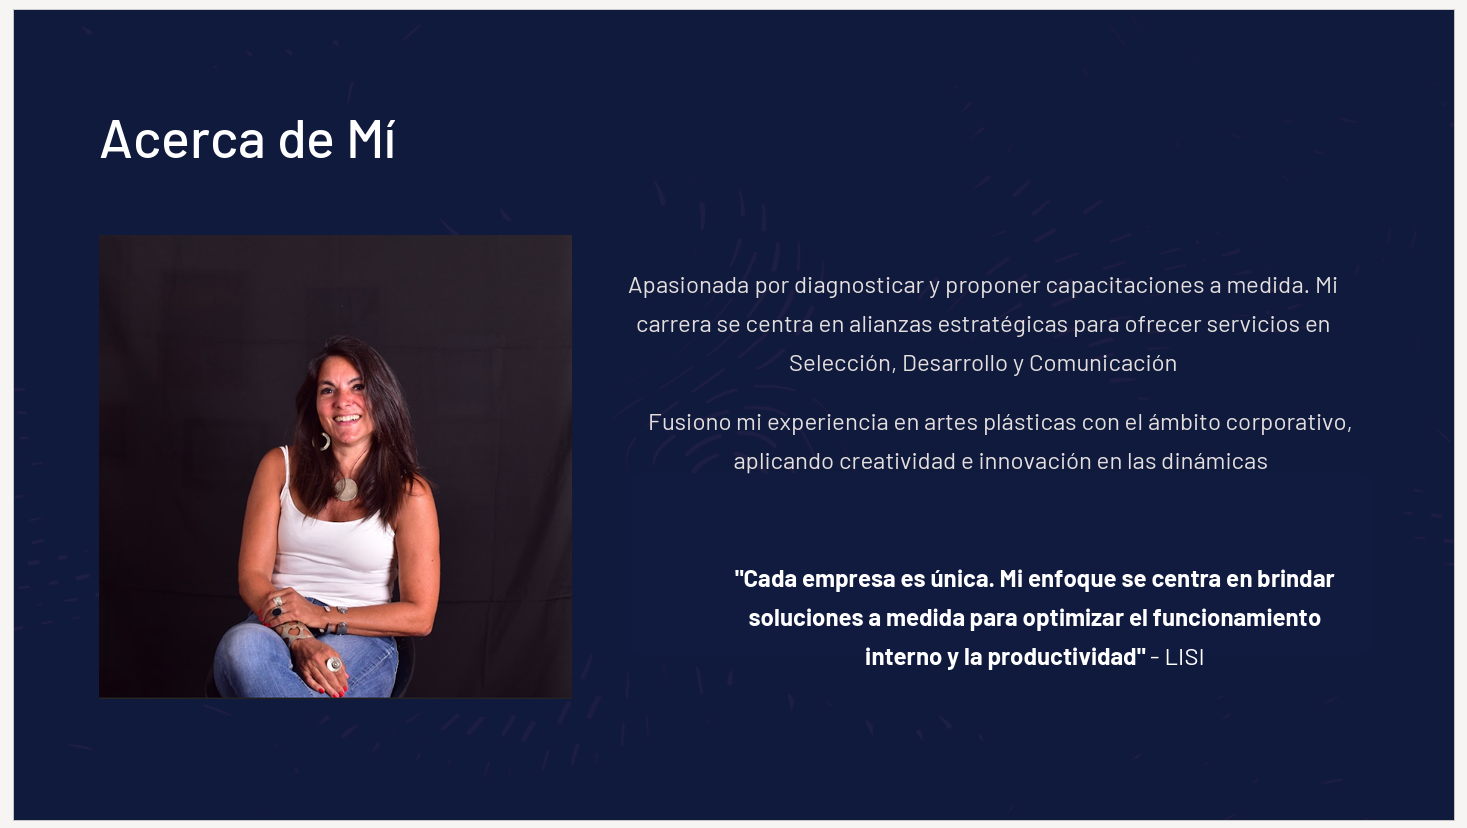 Acerca de Mí
Apasionada por diagnosticar y proponer capacitaciones a medida. Mi
carrera se centra en alianzas estratégicas para ofrecer servicios en
Selección, Desarrollo y Comunicación
Fusiono mi experiencia en artes plásticas con el ámbito corporativo,
aplicando creatividad e innovación en las dinámicas
"Cada empresa es única. Mi enfoque se centra en brindar
soluciones a medida para optimizar el funcionamiento
interno y la productividad" - LISI